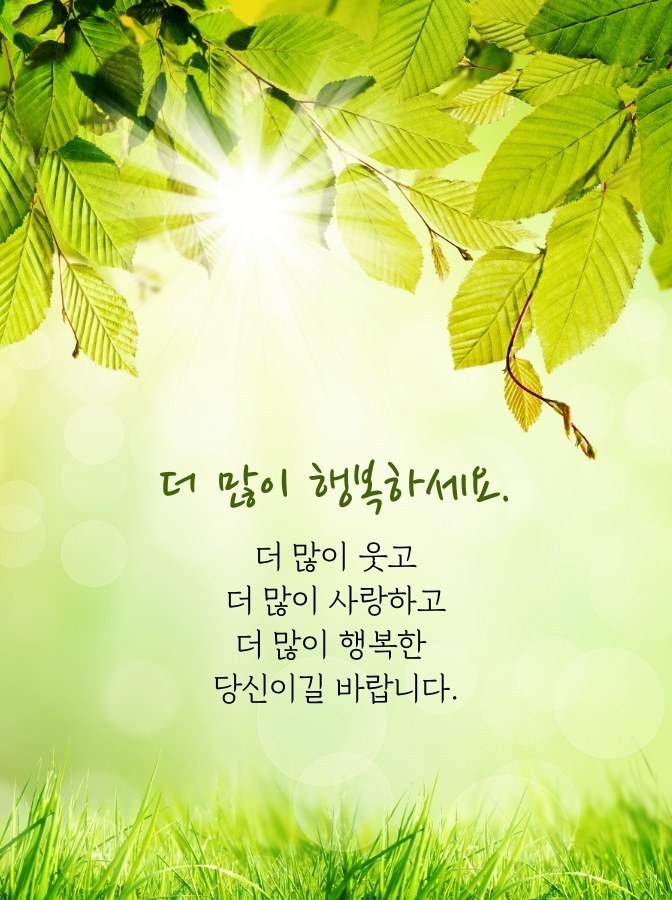 더 많이 행복하세요.
더 많이 웃고
더 많이 사랑하고
더 많이 행복한
당신이길 바랍니다.